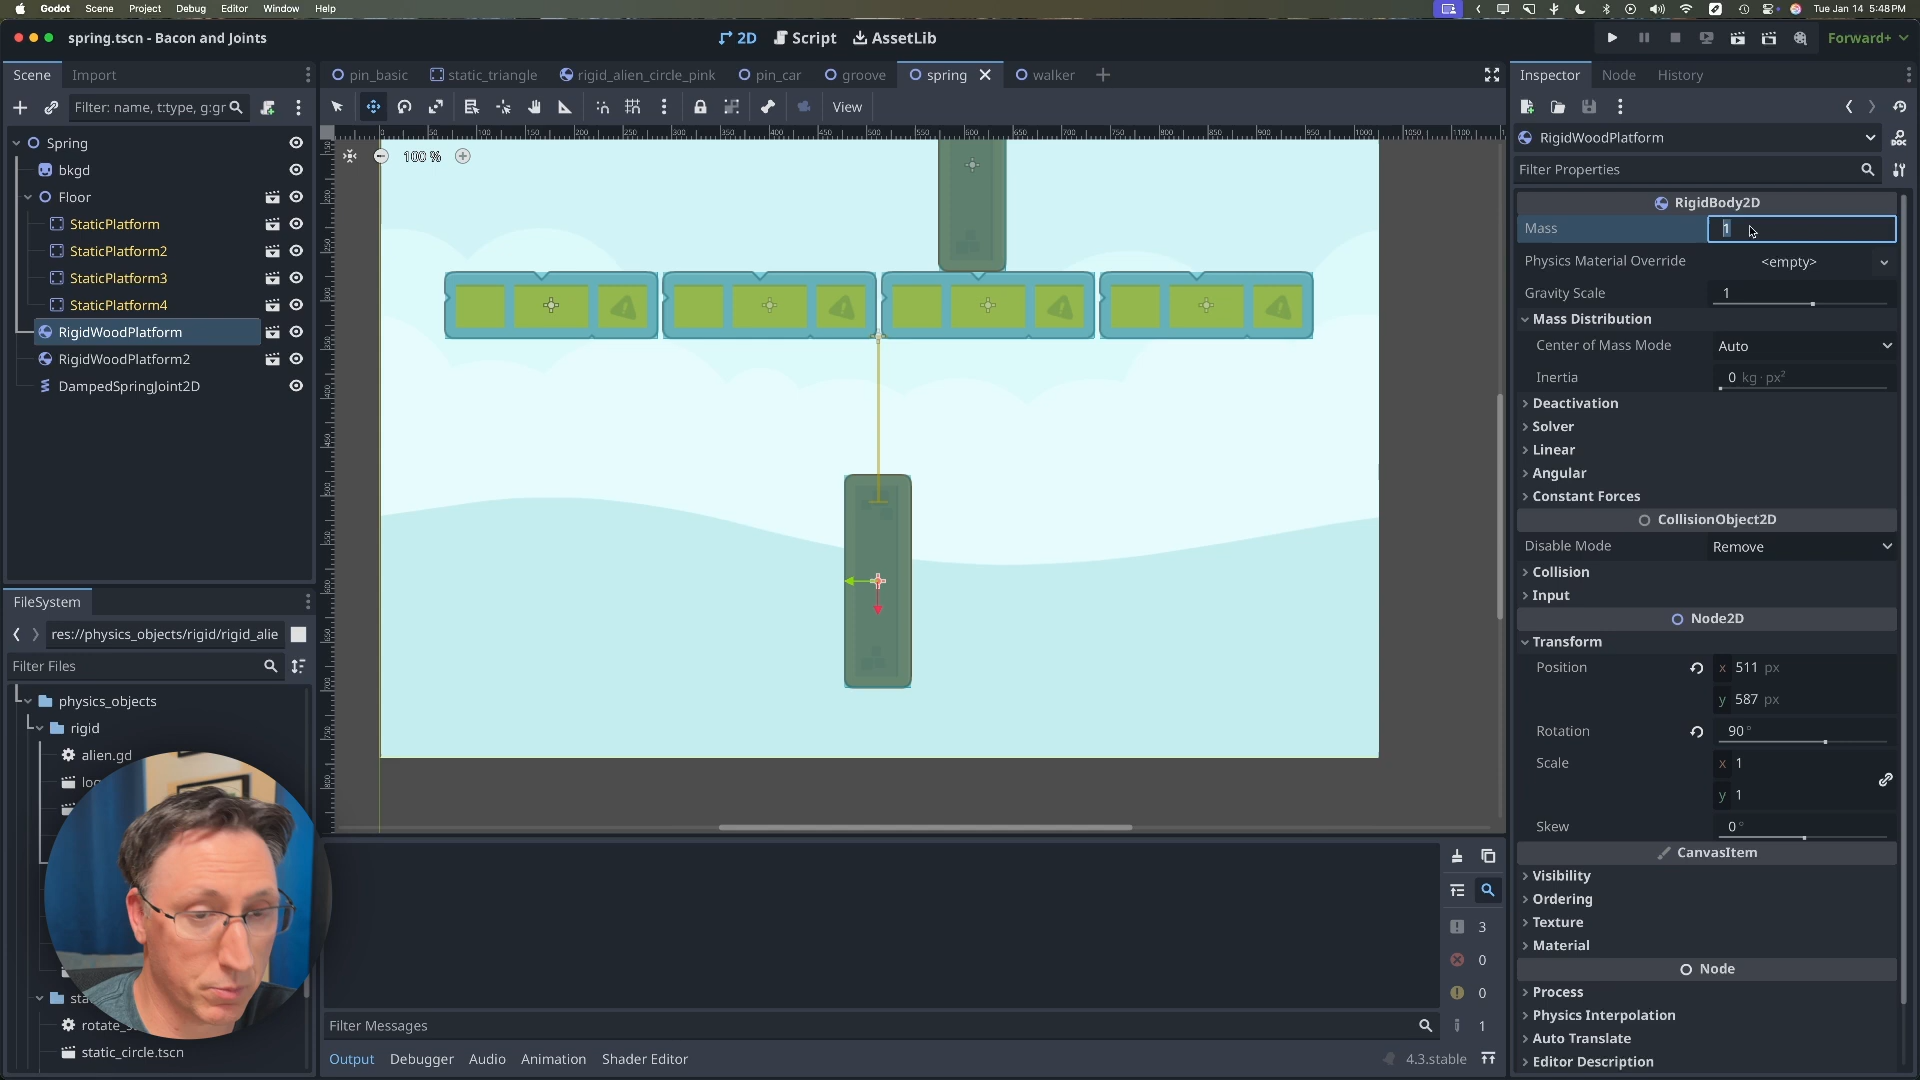 Godot Scene Project Debug Editor Window Help
Tue Jan 14 5:48 PM
spring.tscn - Bacon and Joints
2D Script AssetLib
Forward+
Scene Import
pin_basic static_triangle rigid_alien_circle_pink pin_car groove spring walker
Inspector Node History
Filter: name, t:type, g:gr
View
RigidWoodPlatform
100 %
Filter Properties
Spring
bkgd
Floor
StaticPlatform
StaticPlatform2
StaticPlatform3
StaticPlatform4
RigidWoodPlatform
RigidWoodPlatform2
DampedSpringJoint2D
RigidBody2D
Mass 1
Physics Material Override <empty>
Gravity Scale 1
Mass Distribution
Center of Mass Mode Auto
Inertia 0 kg·px²
Deactivation
Solver
Linear
Angular
Constant Forces
CollisionObject2D
Disable Mode Remove
Collision
Input
Node2D
Transform
Position x 511 px
y 587 px
Rotation 90 °
Scale x 1
y 1
Skew 0 °
CanvasItem
Visibility
Ordering
Texture
Material
Node
Process
Physics Interpolation
Auto Translate
Editor Description
FileSystem
res://physics_objects/rigid/rigid_alie
Filter Files
physics_objects
rigid
alien.gd
static_circle.tscn
3
0
0
1
Filter Messages
Output Debugger Audio Animation Shader Editor
4.3.stable